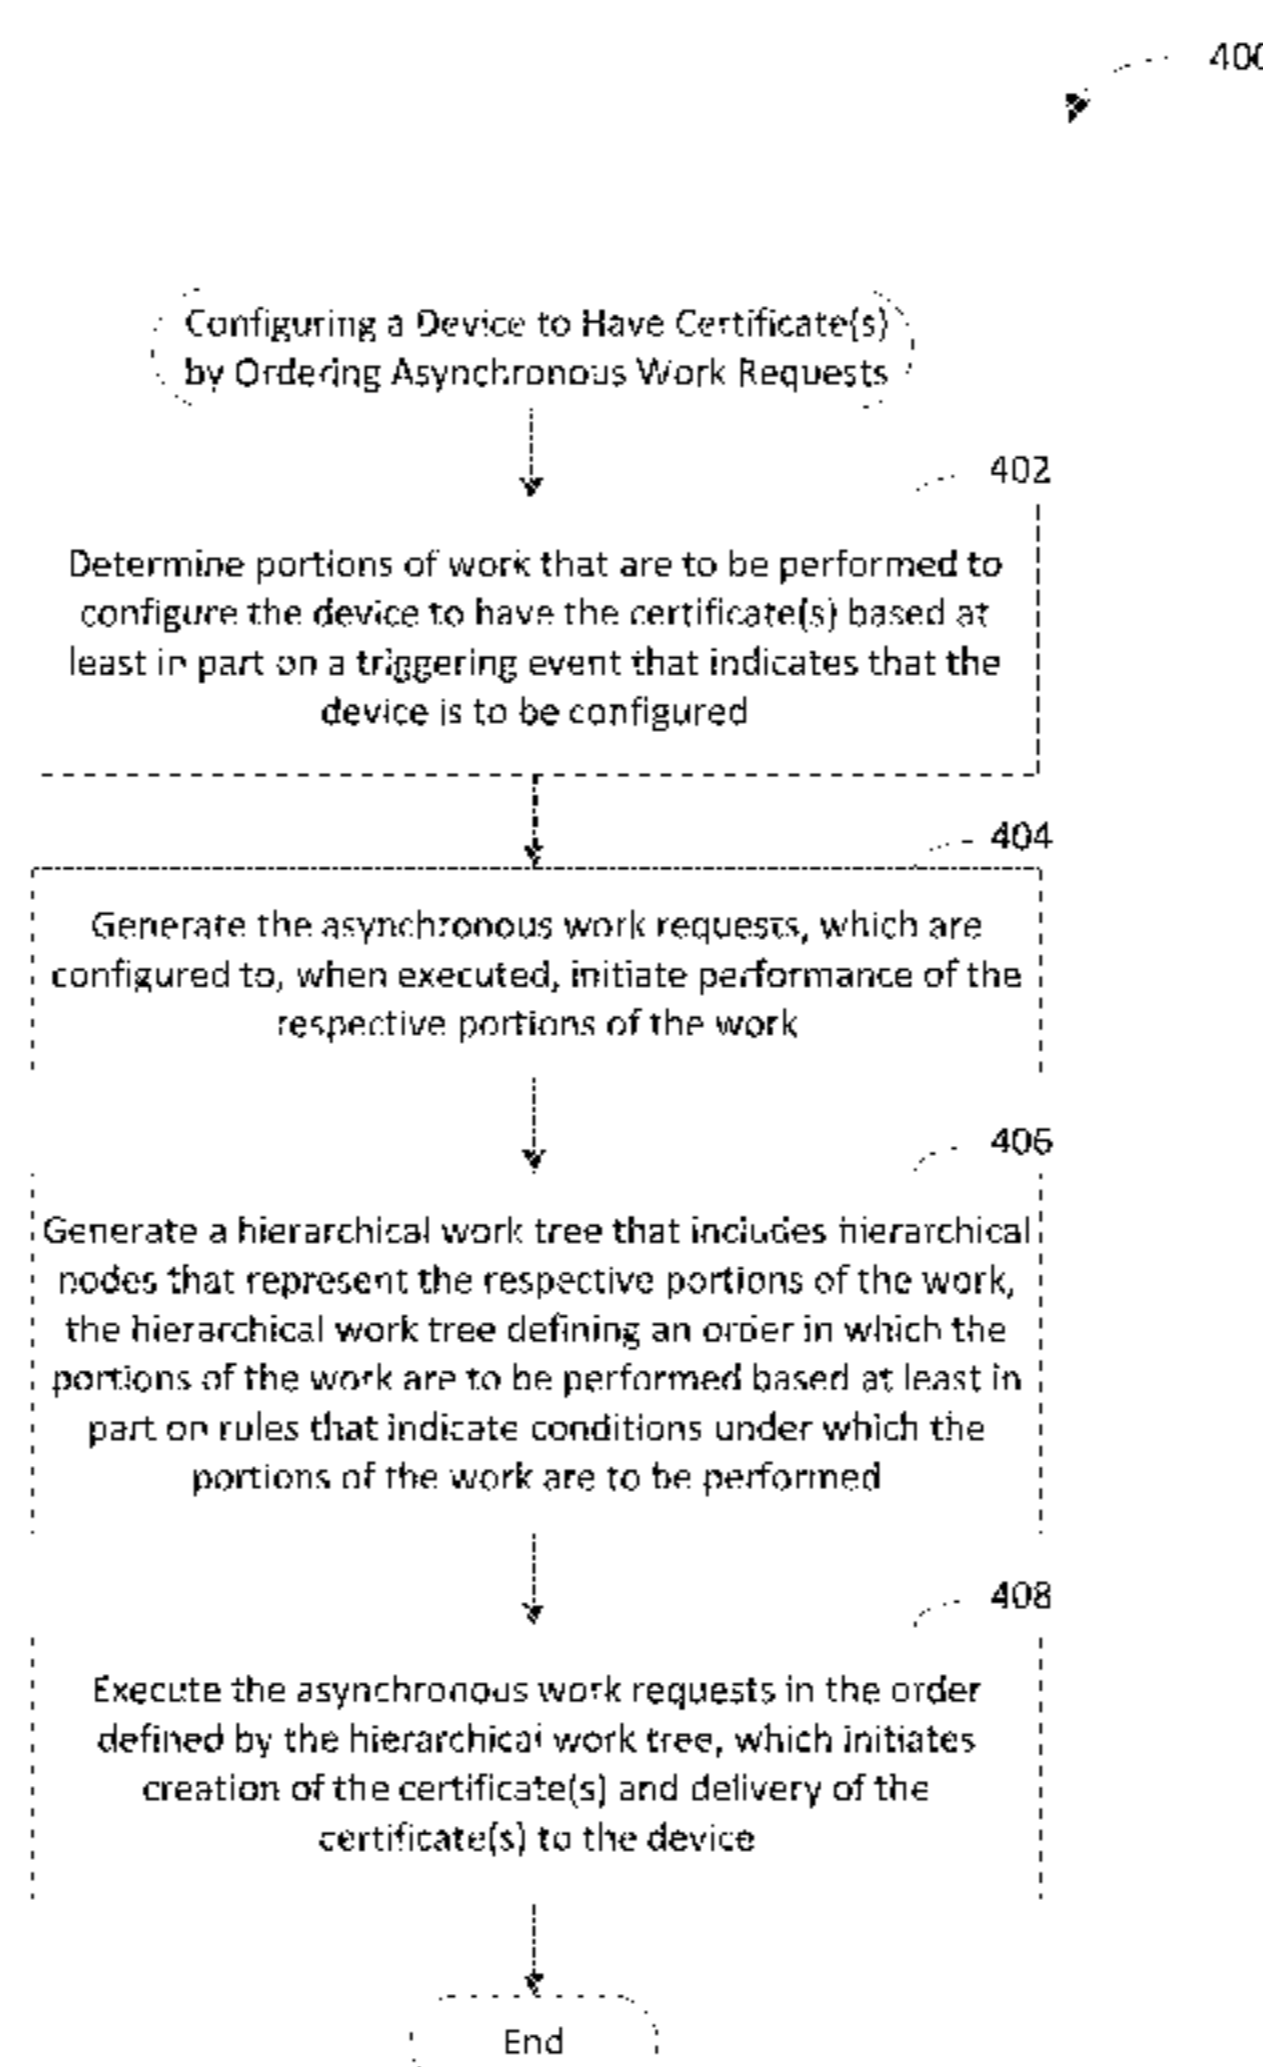 400
Configuring a Device to Have Certificate(s)
by Ordering Asynchronous Work Requests
402
Determine portions of work that are to be performed to
configure the device to have the certificate(s) based at
least in part on a triggering event that indicates that the
device is to be configured
404
Generate the asynchronous work requests, which are
configured to, when executed, initiate performance of the
respective portions of the work
406
Generate a hierarchical work tree that includes hierarchical
nodes that represent the respective portions of the work,
the hierarchical work tree defining an order in which the
portions of the work are to be performed based at least in
part on rules that indicate conditions under which the
portions of the work are to be performed
408
Execute the asynchronous work requests in the order
defined by the hierarchical work tree, which initiates
creation of the certificate(s) and delivery of the
certificate(s) to the device
End